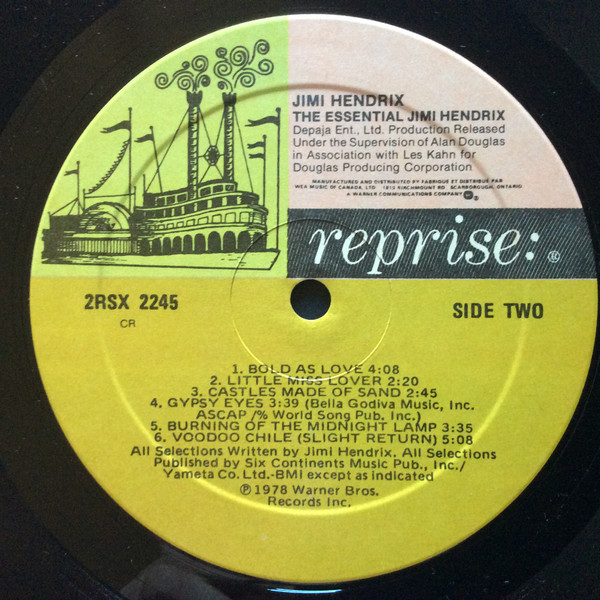 JIMI HENDRIX
THE ESSENTIAL JIMI HENDRIX
Depaja Ent., Ltd. Production Released
Under the Supervision of Alan Douglas
in Association with Les Kahn for
Douglas Producing Corporation
MANUFACTURED AND DISTRIBUTED BY FABRIQUE ET DISTRIBUE PAR
WEA MUSIC OF CANADA, LTD 1810 BIRCHMOUNT RD. SCARBOROUGH, ONTARIO
A WARNER COMMUNICATIONS COMPANY ®
reprise: ®
2RSX 2245
CR
SIDE TWO
1. BOLD AS LOVE 4:08
2. LITTLE MISS LOVER 2:20
3. CASTLES MADE OF SAND 2:45
4. GYPSY EYES 3:39 (Bella Godiva Music, Inc.
ASCAP /% World Song Pub. Inc.)
5. BURNING OF THE MIDNIGHT LAMP 3:35
6. VOODOO CHILE (SLIGHT RETURN) 5:08
All Selections Written by Jimi Hendrix. All Selections
Published by Six Continents Music Pub., Inc./
Yameta Co. Ltd.-BMI except as indicated
℗1978 Warner Bros.
Records Inc.